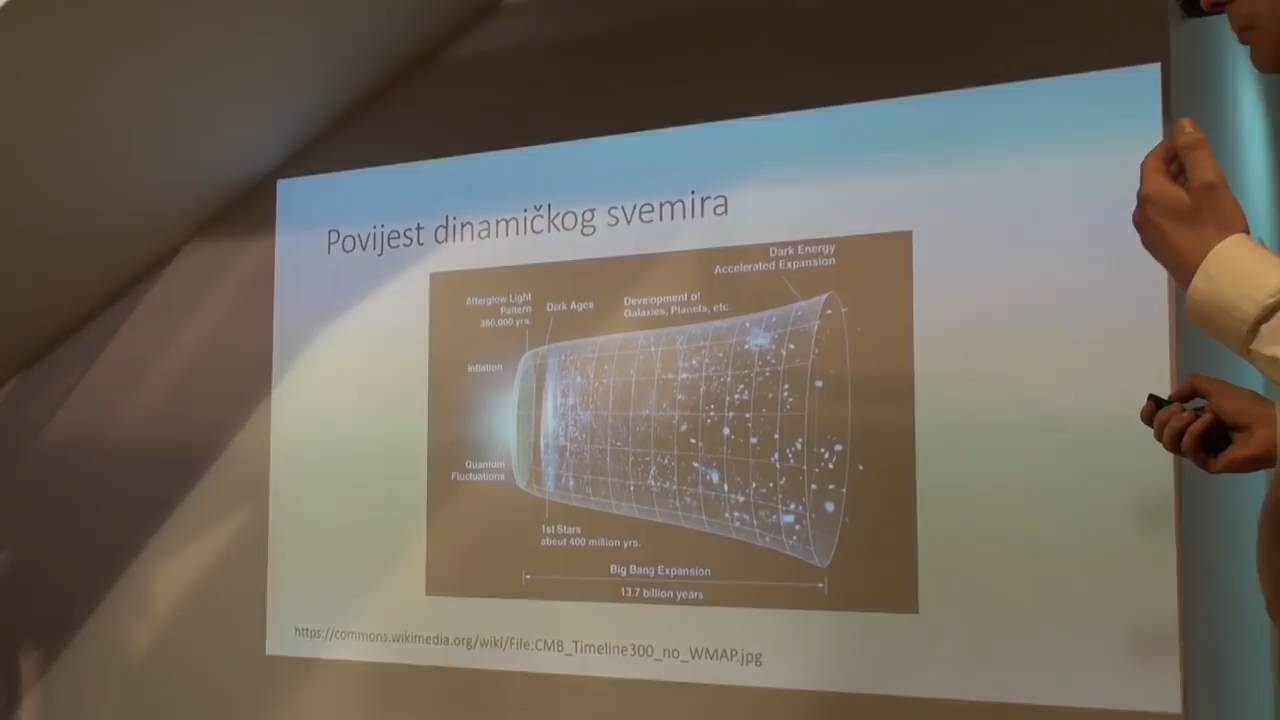 Povijest dinamičkog svemira
Dark Energy
Accelerated Expansion
Afterglow Light
Pattern
380,000 yrs.
Dark Ages
Development of
Galaxies, Planets, etc.
Inflation
Quantum
Fluctuations
1st Stars
about 400 million yrs.
Big Bang Expansion
13.7 billion years
https://commons.wikimedia.org/wiki/File:CMB_Timeline300_no_WMAP.jpg